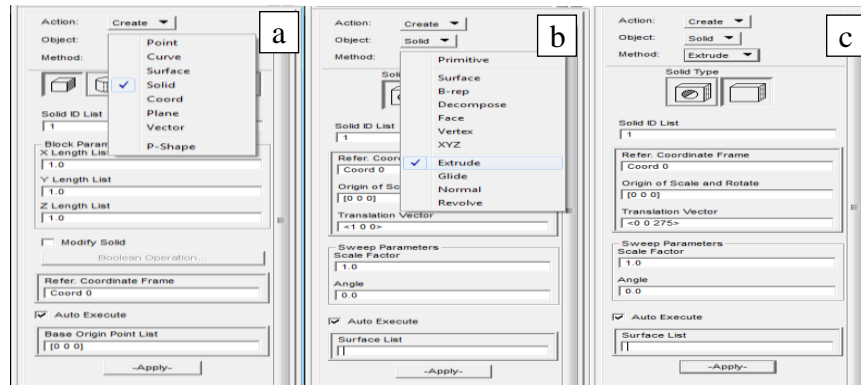 a
Action: Create
Object:
Method:
Point
Curve
Surface
Solid
Coord
Plane
Vector
P-Shape
Solid ID List
1
Block Param
X Length List
1.0
Y Length List
1.0
Z Length List
1.0
Modify Solid
Boolean Operation...
Refer. Coordinate Frame
Coord 0
Auto Execute
Base Origin Point List
[0 0 0]
-Apply-
b
Action: Create
Object: Solid
Method:
Primitive
Surface
B-rep
Decompose
Face
Vertex
XYZ
Extrude
Glide
Normal
Revolve
Soli
Solid ID List
1
Refer. Coord
Coord 0
Origin of Sc
[0 0 0]
Translation Vector
<1 0 0>
Sweep Parameters
Scale Factor
1.0
Angle
0.0
Auto Execute
Surface List
-Apply-
c
Action: Create
Object: Solid
Method: Extrude
Solid Type
Solid ID List
1
Refer. Coordinate Frame
Coord 0
Origin of Scale and Rotate
[0 0 0]
Translation Vector
<0 0 275>
Sweep Parameters
Scale Factor
1.0
Angle
0.0
Auto Execute
Surface List
-Apply-